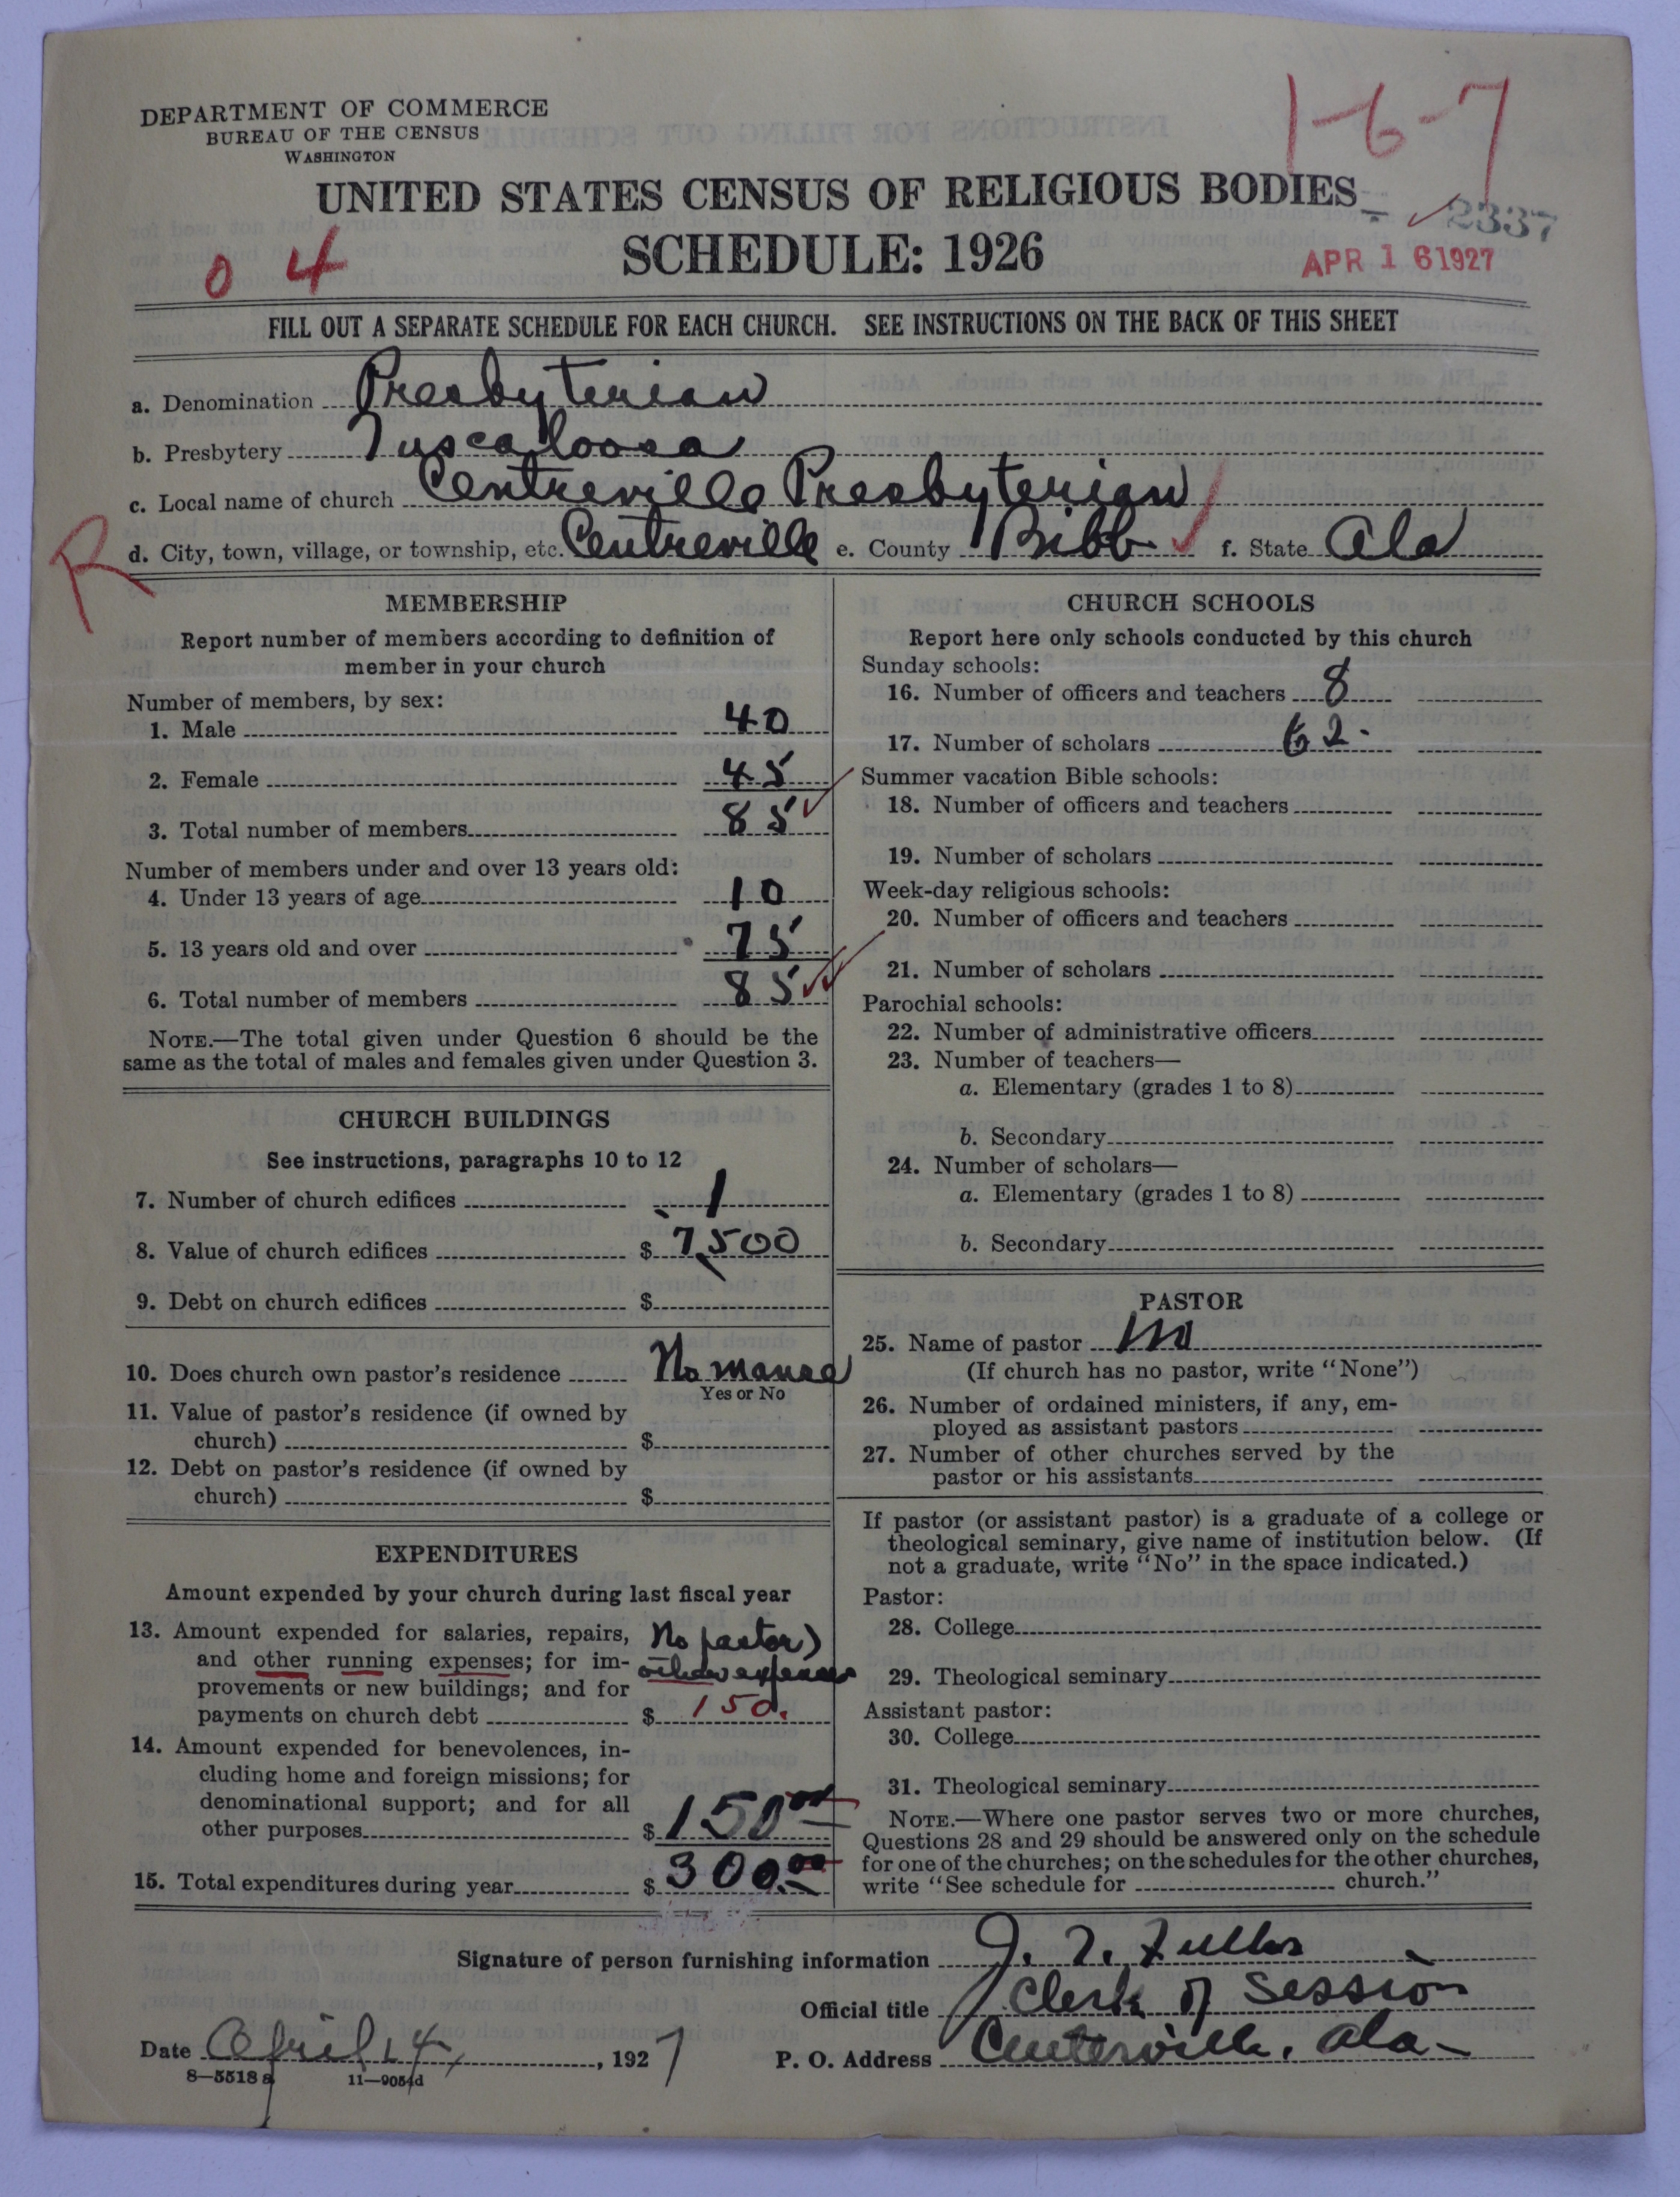 DEPARTMENT OF COMMERCE
BUREAU OF THE CENSUS
WASHINGTON
1-6-7
UNITED STATES CENSUS OF RELIGIOUS BODIES
2337
SCHEDULE: 1926
0 4
APR 16 1927
FILL OUT A SEPARATE SCHEDULE FOR EACH CHURCH. SEE INSTRUCTIONS ON THE BACK OF THIS SHEET
a. Denomination Presbyterian
b. Presbytery Tuscaloosa
c. Local name of church Centreville Presbyterian
R
d. City, town, village, or township, etc. Centreville e. County Bibb f. State Ala
MEMBERSHIP
Report number of members according to definition of
member in your church
Number of members, by sex:
1. Male 40
2. Female 45
3. Total number of members 85
Number of members under and over 13 years old:
4. Under 13 years of age 10
5. 13 years old and over 75
6. Total number of members 85
NOTE.—The total given under Question 6 should be the
same as the total of males and females given under Question 3.
CHURCH BUILDINGS
See instructions, paragraphs 10 to 12
7. Number of church edifices 1
8. Value of church edifices $ 7,500
9. Debt on church edifices $
10. Does church own pastor's residence No manse
Yes or No
11. Value of pastor's residence (if owned by
church) $
12. Debt on pastor's residence (if owned by
church) $
EXPENDITURES
Amount expended by your church during last fiscal year
13. Amount expended for salaries, repairs, No pastor)
and other running expenses; for im- other expenses
provements or new buildings; and for
payments on church debt $ 150.
14. Amount expended for benevolences, in-
cluding home and foreign missions; for
denominational support; and for all
other purposes $ 150.00
15. Total expenditures during year $ 300.00
CHURCH SCHOOLS
Report here only schools conducted by this church
Sunday schools:
16. Number of officers and teachers 8
17. Number of scholars 62.
Summer vacation Bible schools:
18. Number of officers and teachers
19. Number of scholars
Week-day religious schools:
20. Number of officers and teachers
21. Number of scholars
Parochial schools:
22. Number of administrative officers
23. Number of teachers—
a. Elementary (grades 1 to 8)
b. Secondary
24. Number of scholars—
a. Elementary (grades 1 to 8)
b. Secondary
PASTOR
25. Name of pastor no
(If church has no pastor, write "None")
26. Number of ordained ministers, if any, em-
ployed as assistant pastors
27. Number of other churches served by the
pastor or his assistants
If pastor (or assistant pastor) is a graduate of a college or
theological seminary, give name of institution below. (If
not a graduate, write "No" in the space indicated.)
Pastor:
28. College
29. Theological seminary
Assistant pastor:
30. College
31. Theological seminary
NOTE.—Where one pastor serves two or more churches,
Questions 28 and 29 should be answered only on the schedule
for one of the churches; on the schedules for the other churches,
write "See schedule for church."
Signature of person furnishing information J. T. Fuller
Official title Clerk of Session
Date April 14, 1927 P. O. Address Centerville, Ala.
8—5518 a 11—9054d